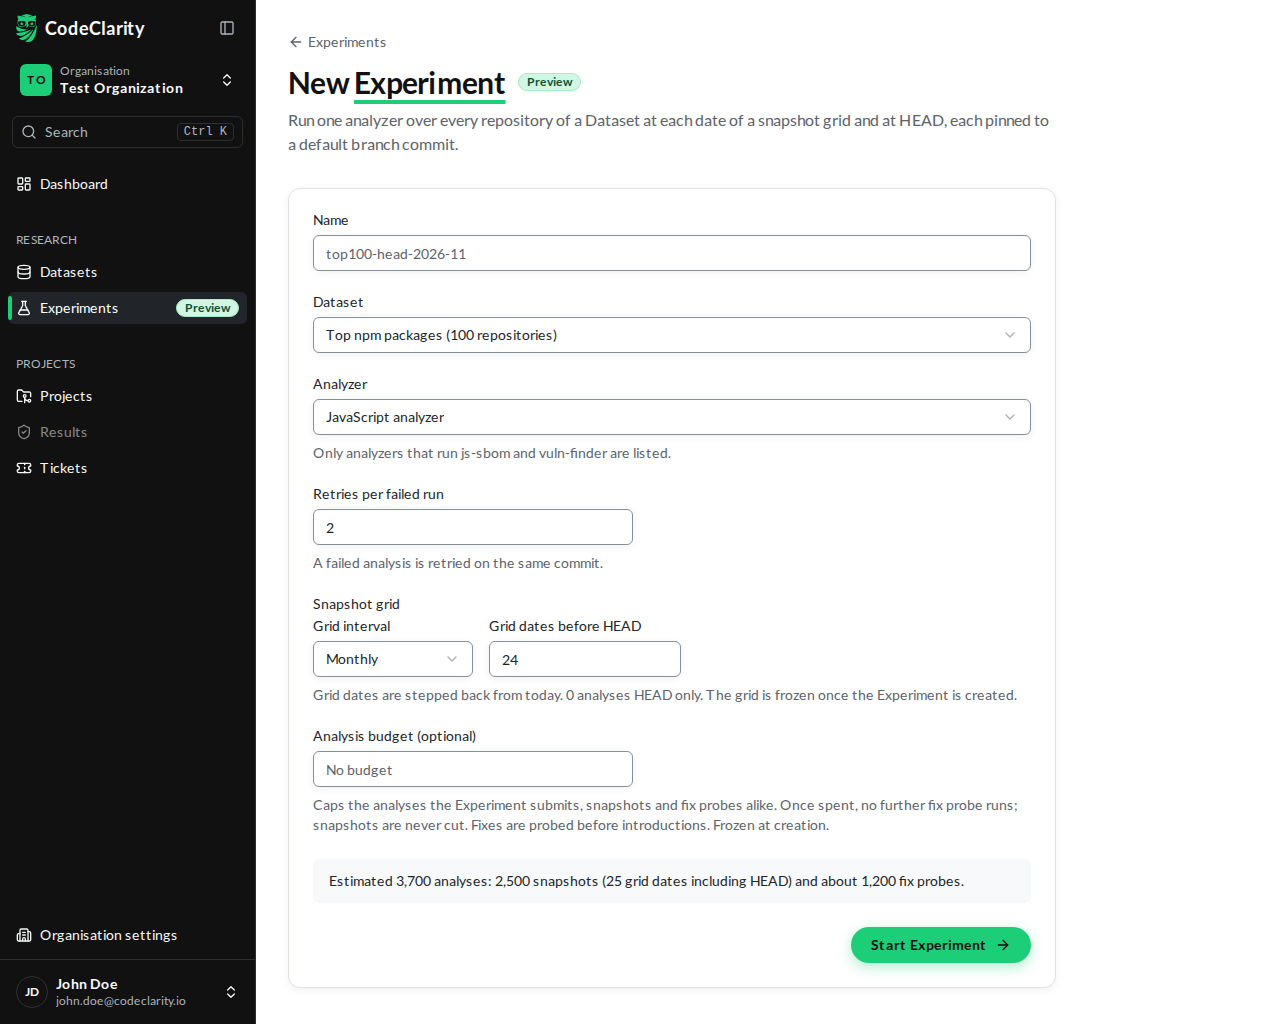 CodeClarity
TO
Organisation
Test Organization
Search
Ctrl K
Dashboard
RESEARCH
Datasets
Experiments
Preview
PROJECTS
Projects
Results
Tickets
Organisation settings
JD
John Doe
john.doe@codeclarity.io
Experiments
New Experiment
Preview
Run one analyzer over every repository of a Dataset at each date of a snapshot grid and at HEAD, each pinned to
a default branch commit.
Name
top100-head-2026-11
Dataset
Top npm packages (100 repositories)
Analyzer
JavaScript analyzer
Only analyzers that run js-sbom and vuln-finder are listed.
Retries per failed run
2
A failed analysis is retried on the same commit.
Snapshot grid
Grid interval
Grid dates before HEAD
Monthly
24
Grid dates are stepped back from today. 0 analyses HEAD only. The grid is frozen once the Experiment is created.
Analysis budget (optional)
No budget
Caps the analyses the Experiment submits, snapshots and fix probes alike. Once spent, no further fix probe runs;
snapshots are never cut. Fixes are probed before introductions. Frozen at creation.
Estimated 3,700 analyses: 2,500 snapshots (25 grid dates including HEAD) and about 1,200 fix probes.
Start Experiment